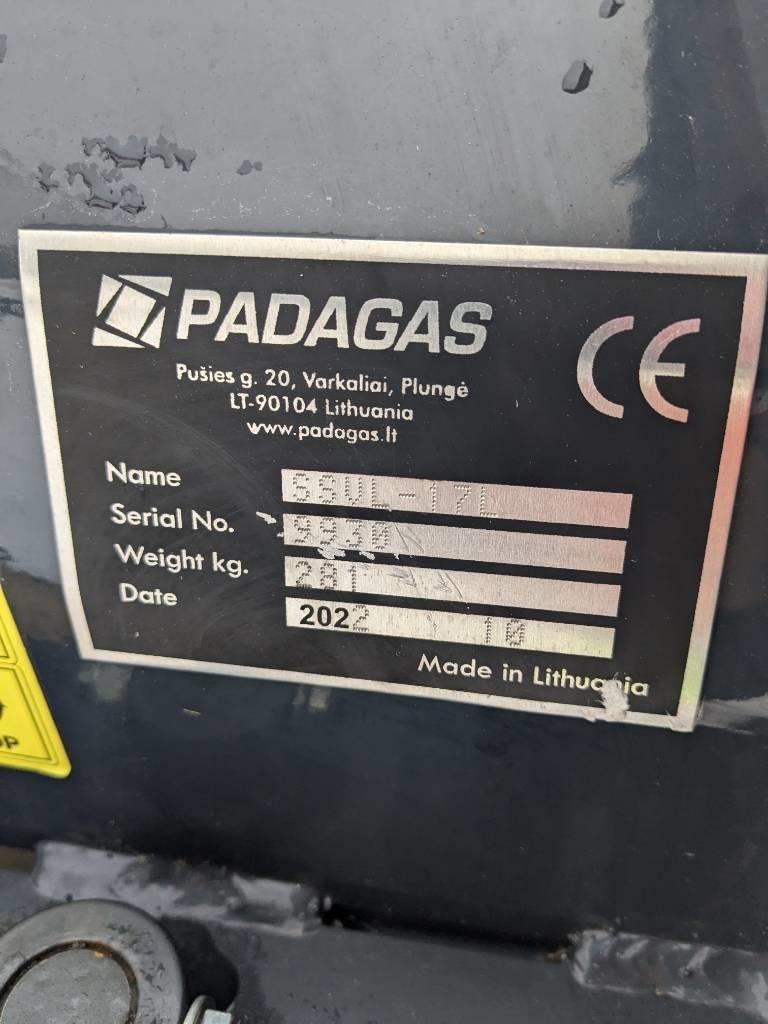 PADAGAS
CE
Pušies g. 20, Varkaliai, Plungė
LT-90104 Lithuania
www.padagas.lt
Name SSVL-17L
Serial No. 9930
Weight kg. 281
Date 2022 10
Made in Lithuania